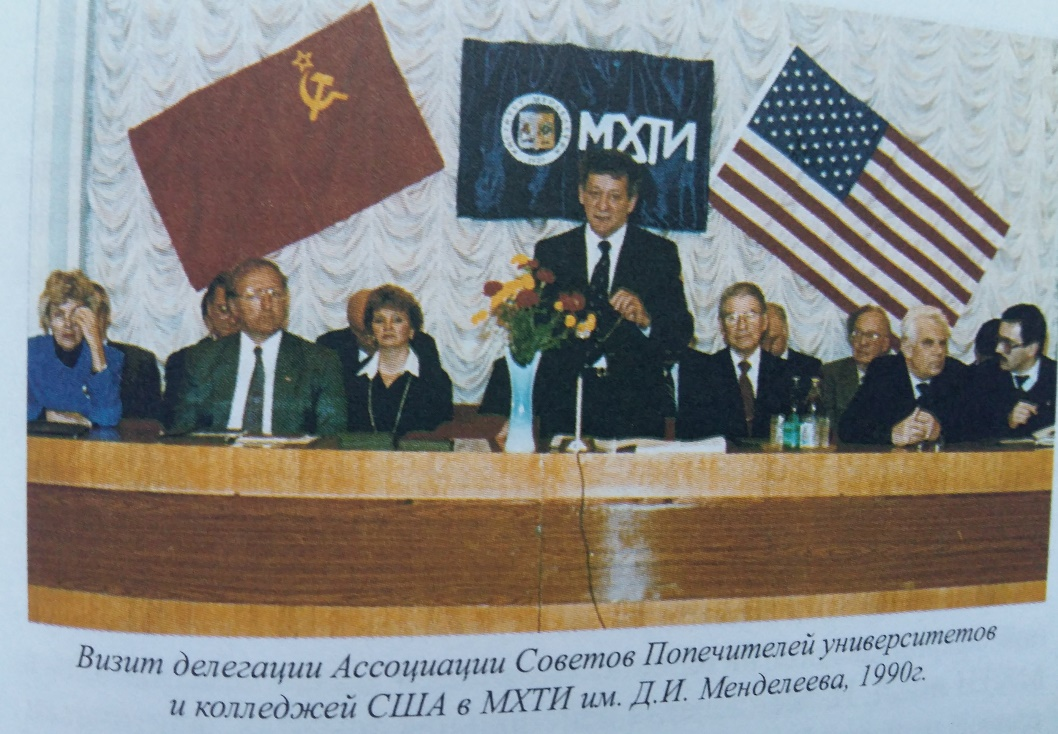 МХТИ
Визит делегации Ассоциации Советов Попечителей университетов
и колледжей США в МХТИ им. Д.И. Менделеева, 1990г.